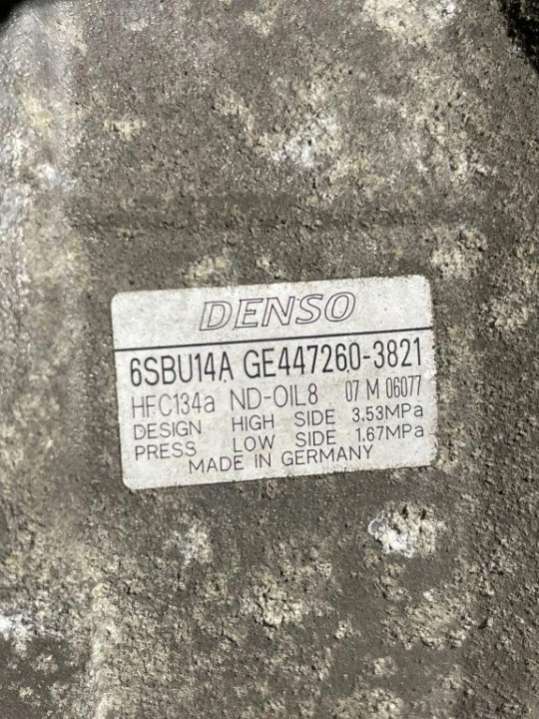 DENSO
6SBU14A GE447260-3821
HFC134a ND-OIL8 07 M 06077
DESIGN HIGH SIDE 3.53MPa
PRESS LOW SIDE 1.67MPa
MADE IN GERMANY